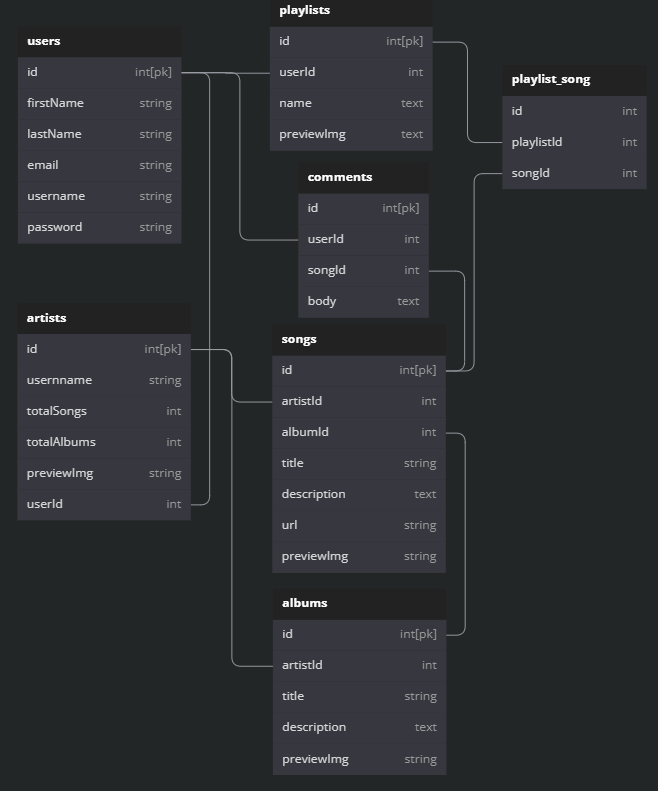 users
id int[pk]
firstName string
lastName string
email string
username string
password string
playlists
id int[pk]
userId int
name text
previewImg text
playlist_song
id int
playlistId int
songId int
comments
id int[pk]
userId int
songId int
body text
artists
id int[pk]
usernname string
totalSongs int
totalAlbums int
previewImg string
userId int
songs
id int[pk]
artistId int
albumId int
title string
description text
url string
previewImg string
albums
id int[pk]
artistId int
title string
description text
previewImg string